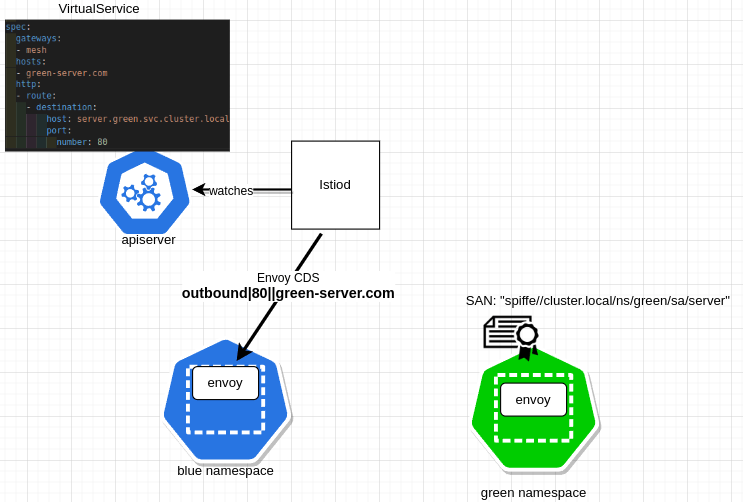 VirtualService
spec:
gateways:
- mesh
hosts:
- green-server.com
http:
- route:
- destination:
host: server.green.svc.cluster.local
port:
number: 80
Istiod
watches
apiserver
Envoy CDS
outbound|80||green-server.com
SAN: "spiffe//cluster.local/ns/green/sa/server"
envoy
envoy
blue namespace
green namespace